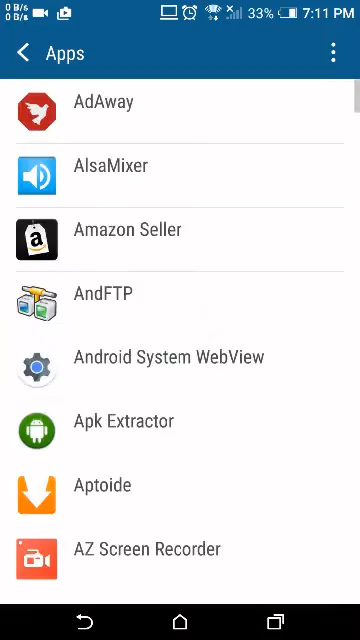 0 B/s
0 B/s
33%
7:11 PM
Apps
AdAway
AlsaMixer
Amazon Seller
a
AndFTP
Android System WebView
Apk Extractor
Aptoide
AZ Screen Recorder